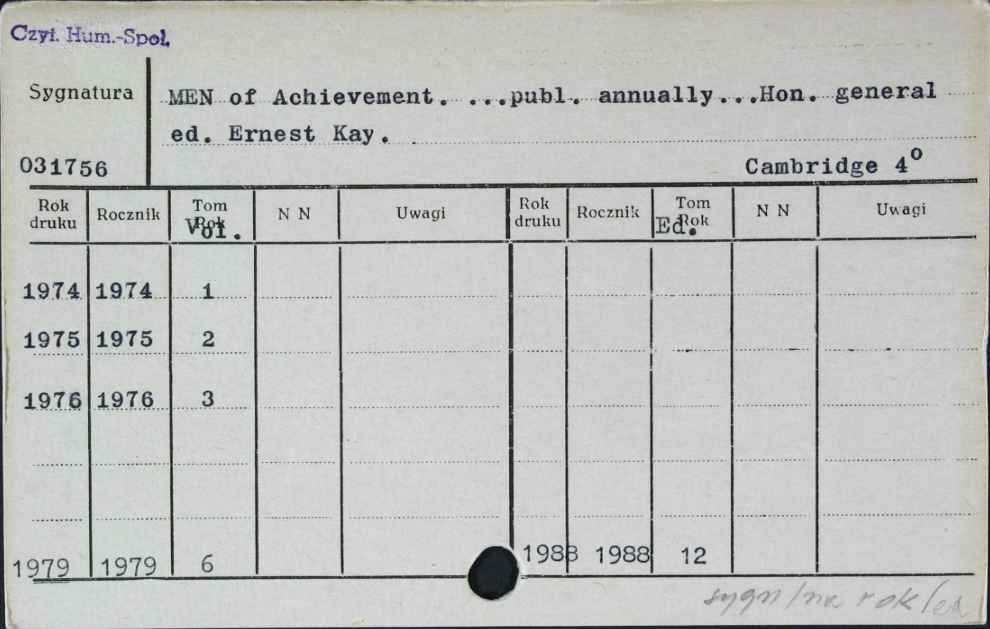 Czyt. Hum.-Społ.
Sygnatura
MEN of Achievement. ...publ. annually...Hon. general
ed. Ernest Kay.
031756
Cambridge 4°
Rok druku Rocznik Tom Rok Vol. N N Uwagi Rok druku Rocznik Tom Rok Ed. N N Uwagi
1974 1974 1
1975 1975 2
1976 1976 3
1979 1979 6 1988 1988 12
sygn/na rok/ed